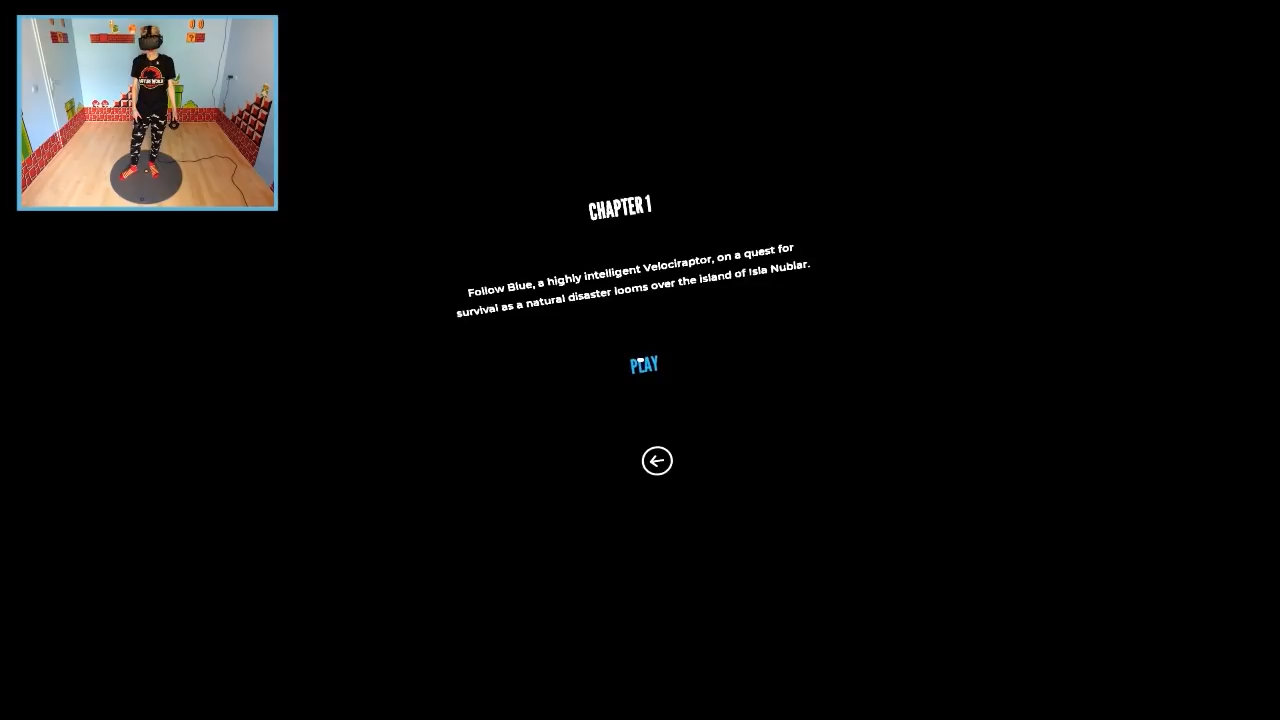 CHAPTER 1
Follow Blue, a highly intelligent Velociraptor, on a quest for
survival as a natural disaster looms over the island of Isla Nublar.
PLAY